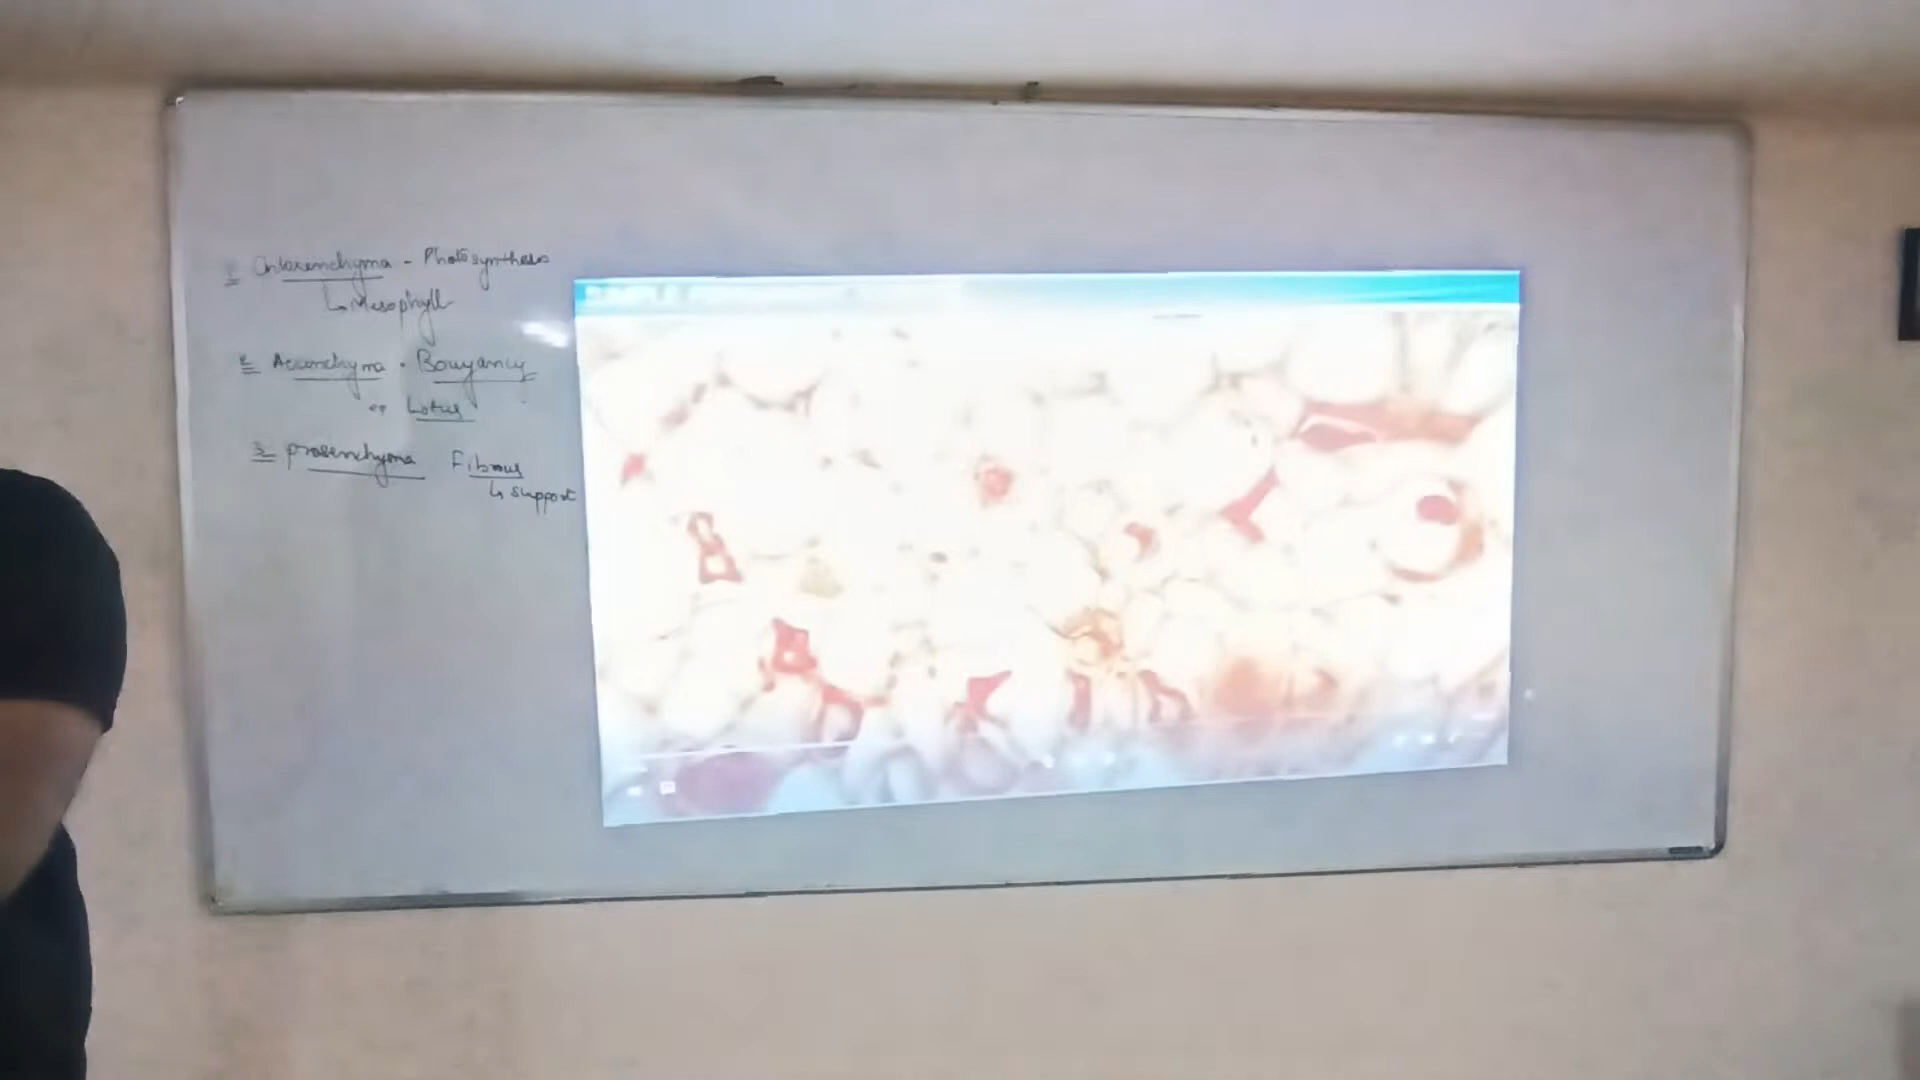 1 Chlorenchyma - Photosynthesis
↳ Mesophyll
2 Aerenchyma - Bouyancy
eg Lotus
3 prosenchyma Fibrous
↳ support